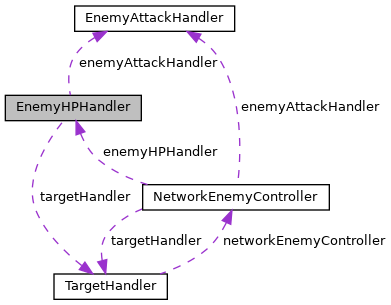 EnemyAttackHandler
enemyAttackHandler
EnemyHPHandler
enemyAttackHandler
enemyHPHandler
targetHandler
NetworkEnemyController
targetHandler
networkEnemyController
TargetHandler